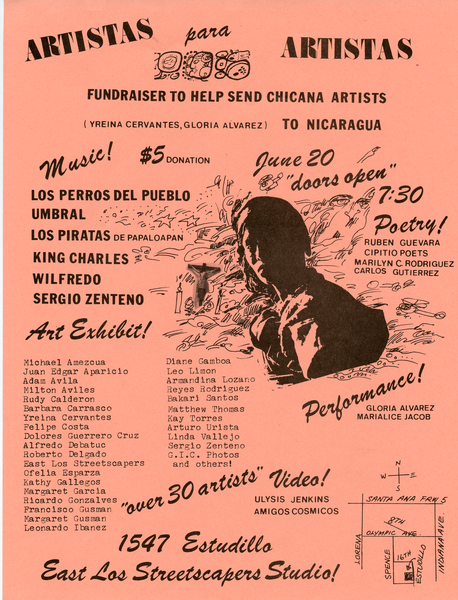 ARTISTAS para ARTISTAS
FUNDRAISER TO HELP SEND CHICANA ARTISTS
( YREINA CERVANTES, GLORIA ALVAREZ ) TO NICARAGUA
Music! $5 DONATION
June 20
"doors open"
7:30
LOS PERROS DEL PUEBLO
UMBRAL
LOS PIRATAS DE PAPALOAPAN
KING CHARLES
WILFREDO
SERGIO ZENTENO
Poetry!
RUBEN GUEVARA
CIPITIO POETS
MARILYN C. RODRIGUEZ
CARLOS GUTIERREZ
Art Exhibit!
Michael Amezcua
Juan Edgar Aparicio
Adam Avila
Milton Aviles
Rudy Calderon
Barbara Carrasco
Yreina Cervantes
Felipe Costa
Dolores Guerrero Cruz
Alfredo Debatuc
Roberto Delgado
East Los Streetscapers
Ofelia Esparza
Kathy Gallegos
Margaret Garcia
Ricardo Gonzalves
Francisco Gusman
Margaret Gusman
Leonardo Ibanez
Diane Gamboa
Leo Limon
Armandina Lozano
Reyes Rodriguez
Bakari Santos
Matthew Thomas
Kay Torres
Arturo Urista
Linda Vallejo
Sergio Zenteno
G.I.C. Photos
and others!
"over 30 artists"
Performance!
GLORIA ALVAREZ
MARIALICE JACOB
Video!
ULYSIS JENKINS
AMIGOS COSMICOS
1547 Estudillo
East Los Streetscapers Studio!
N
W E
S
SANTA ANA FRW. 5
8TH
OLYMPIC AVE.
LORENA
SPENCE
16TH
ESTUDILLO
INDIANA AVE.